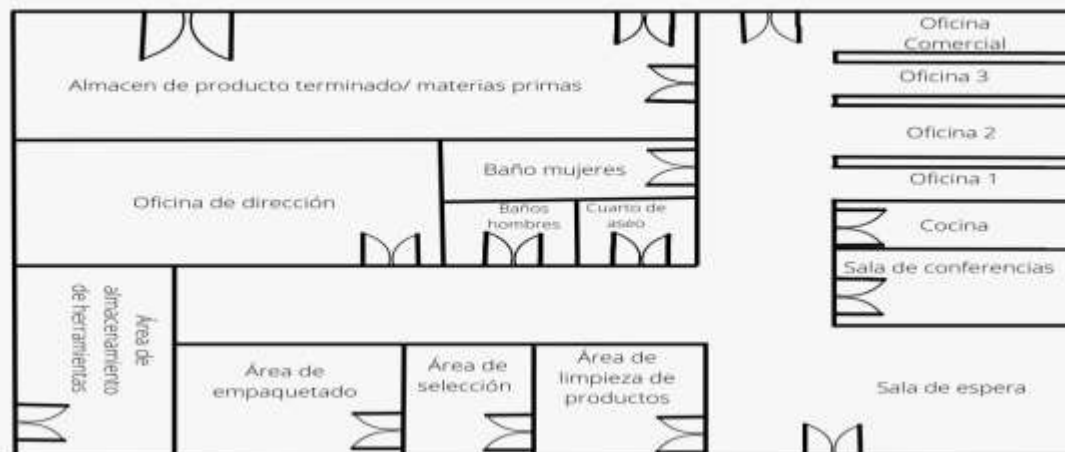 Oficina
Comercial
Almacen de producto terminado/ materias primas
Oficina 3
Oficina 2
Baño mujeres
Oficina 1
Oficina de dirección
Baños
hombres
Cuarto de
aseo
Cocina
Sala de conferencias
Área de
almacenamiento
de herramientas
Área de
empaquetado
Área de
selección
Área de
limpieza de
productos
Sala de espera